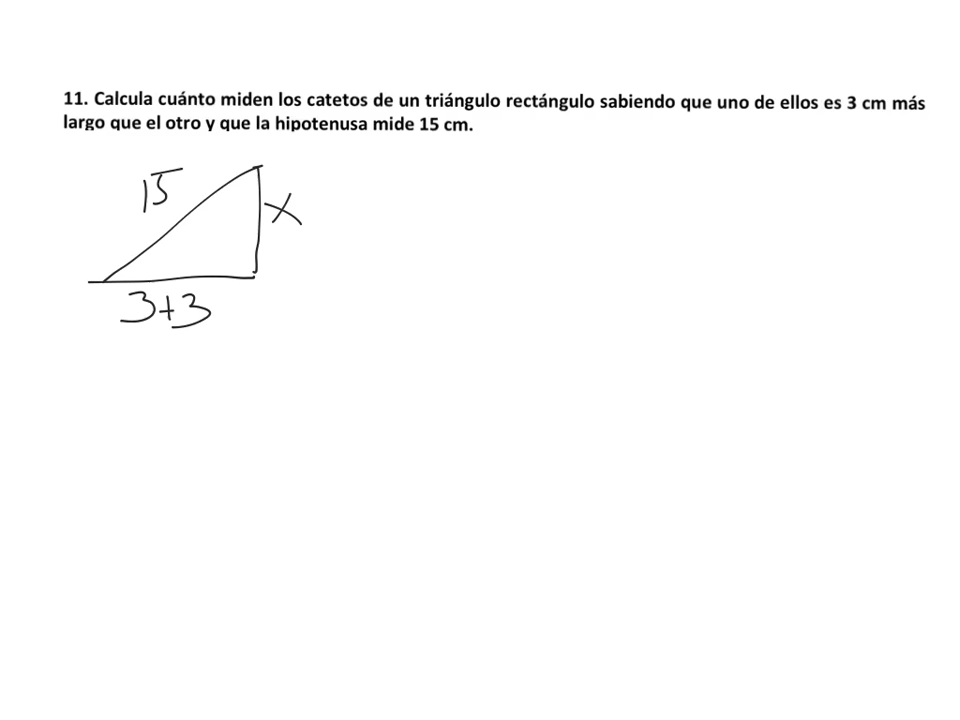 11. Calcula cuánto miden los catetos de un triángulo rectángulo sabiendo que uno de ellos es 3 cm más
largo que el otro y que la hipotenusa mide 15 cm.
15
x
3+3